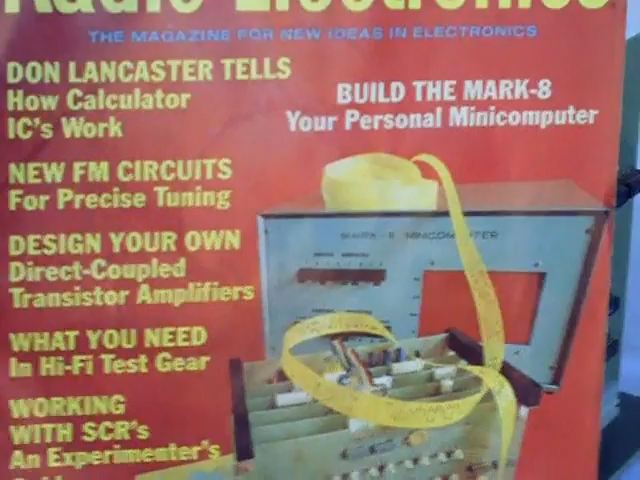 Radio-Electronics
THE MAGAZINE FOR NEW IDEAS IN ELECTRONICS
DON LANCASTER TELLS
How Calculator
IC's Work
BUILD THE MARK-8
Your Personal Minicomputer
NEW FM CIRCUITS
For Precise Tuning
DESIGN YOUR OWN
Direct-Coupled
Transistor Amplifiers
WHAT YOU NEED
In Hi-Fi Test Gear
WORKING
WITH SCR's
An Experimenter's
MARK-8 MINICOMPUTER